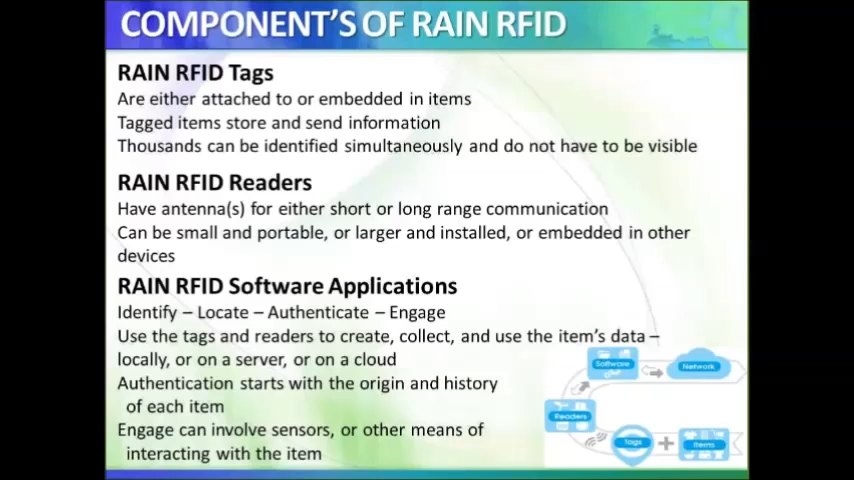 COMPONENT'S OF RAIN RFID
RAIN RFID Tags
Are either attached to or embedded in items
Tagged items store and send information
Thousands can be identified simultaneously and do not have to be visible
RAIN RFID Readers
Have antenna(s) for either short or long range communication
Can be small and portable, or larger and installed, or embedded in other
devices
RAIN RFID Software Applications
Identify – Locate – Authenticate – Engage
Use the tags and readers to create, collect, and use the item's data –
locally, or on a server, or on a cloud
Authentication starts with the origin and history
of each item
Engage can involve sensors, or other means of
interacting with the item
Software
Network
Readers
Tags
Items